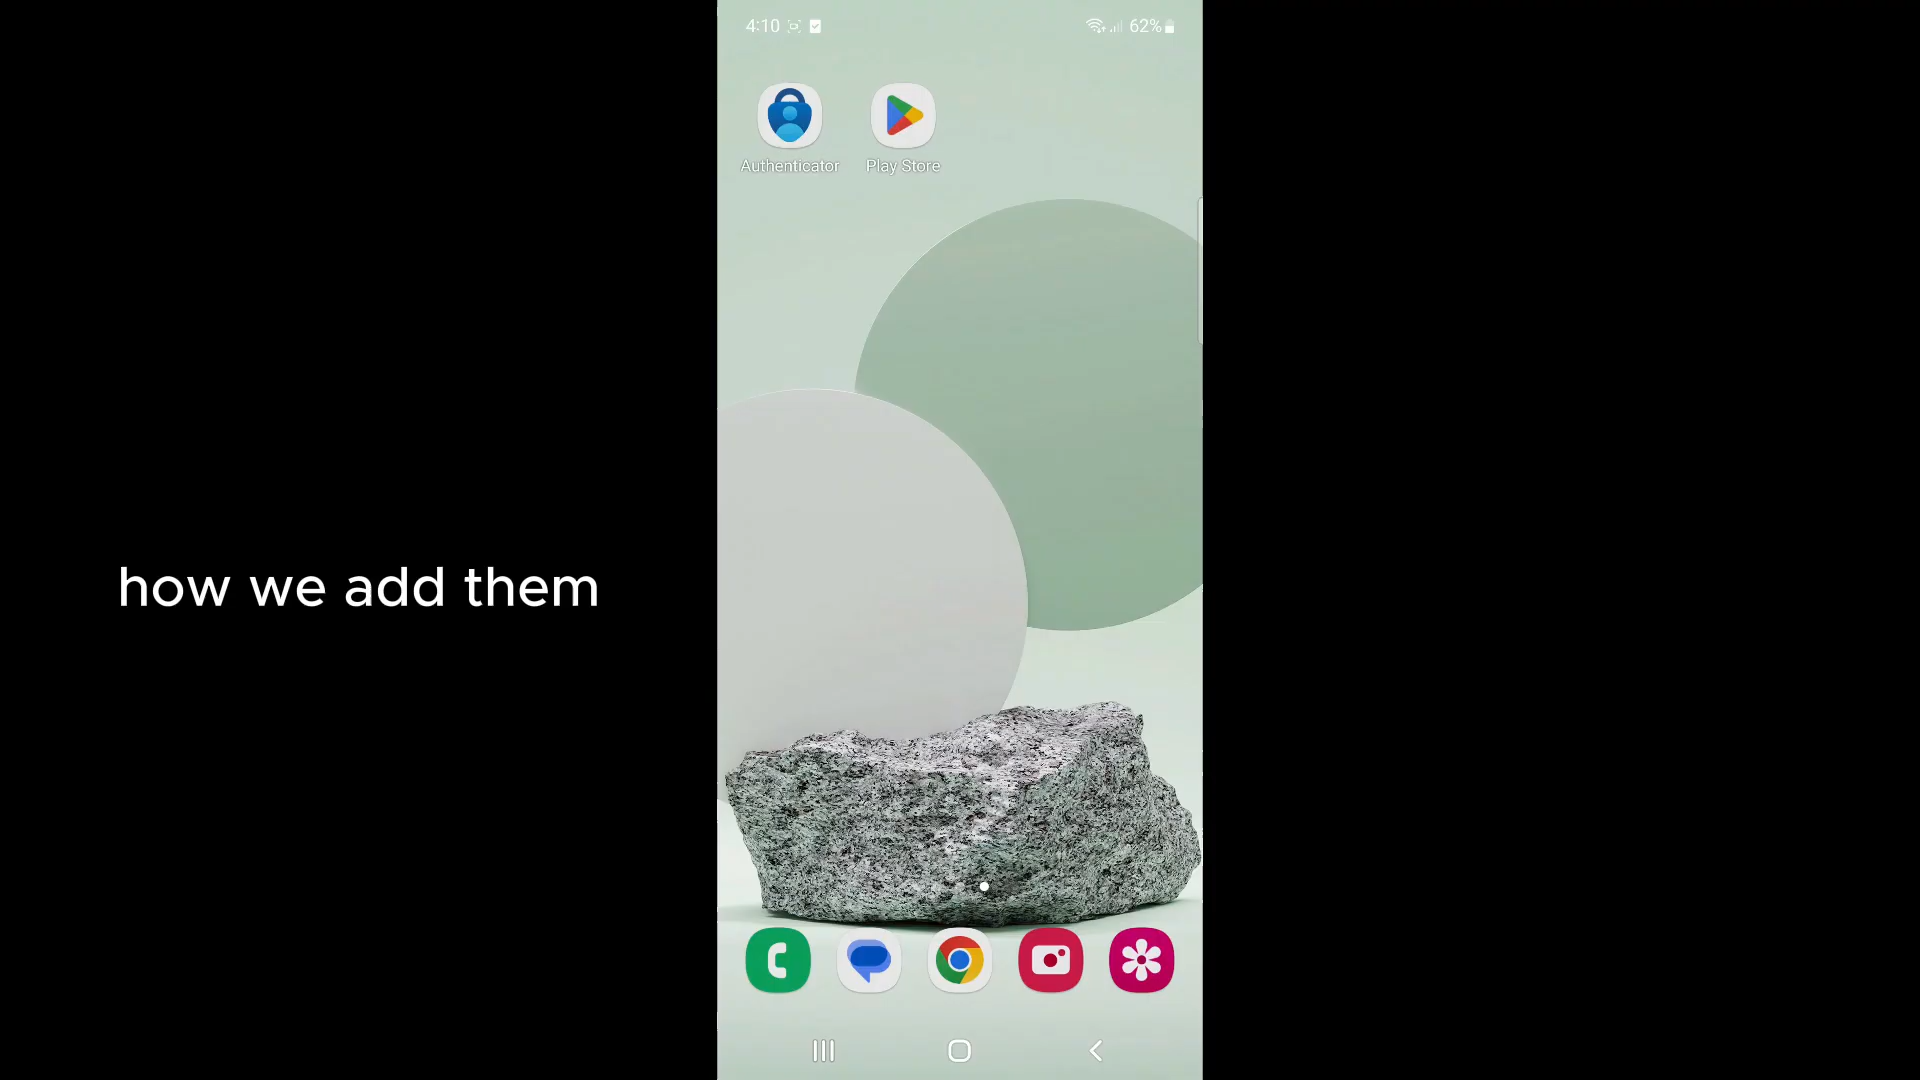 4:10
62%
Authenticator
Play Store
how we add them